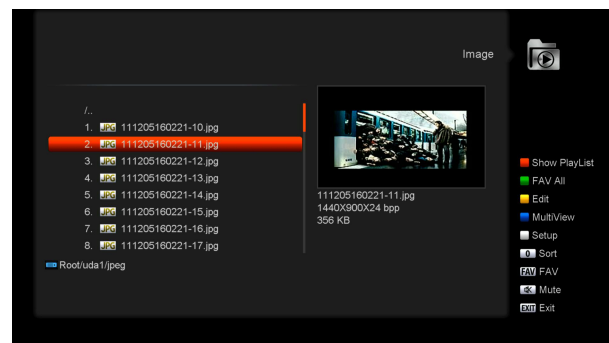 Image
/..
1. JPG 111205160221-10.jpg
2. JPG 111205160221-11.jpg
3. JPG 111205160221-12.jpg
4. JPG 111205160221-13.jpg
5. JPG 111205160221-14.jpg
6. JPG 111205160221-15.jpg
7. JPG 111205160221-16.jpg
8. JPG 111205160221-17.jpg
Root/uda1/jpeg
111205160221-11.jpg
1440X900X24 bpp
356 KB
Show PlayList
FAV All
Edit
MultiView
Setup
0 Sort
FAV FAV
Mute
EXIT Exit